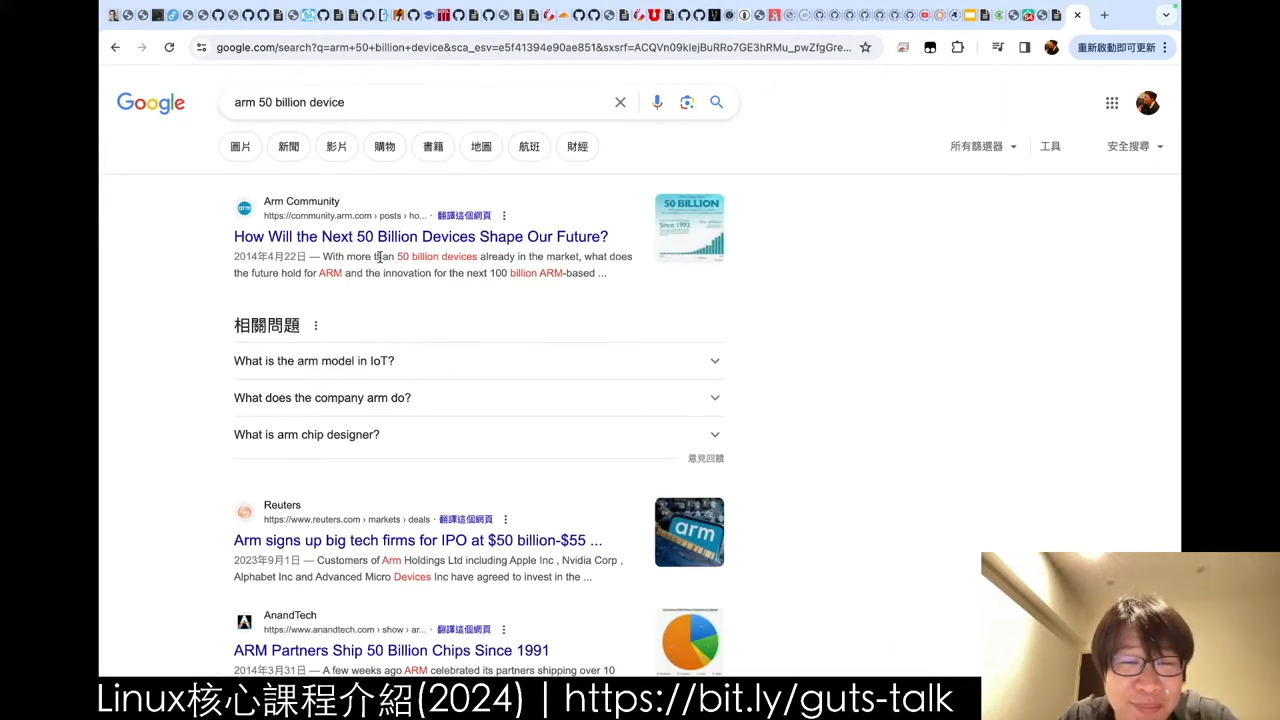 google.com/search?q=arm+50+billion+device&sca_esv=e5f41394e90ae851&sxsrf=ACQVn09kIejBuRRo7GE3hRMu_pwZfgGre...
重新啟動即可更新
Google
arm 50 billion device
圖片
新聞
影片
購物
書籍
地圖
航班
財經
所有篩選器
工具
安全搜尋
Arm Community
https://community.arm.com › posts › ho... · 翻譯這個網頁
How Will the Next 50 Billion Devices Shape Our Future?
2014年4月22日 — With more than 50 billion devices already in the market, what does
the future hold for ARM and the innovation for the next 100 billion ARM-based ...
50 BILLION
Since 1993
相關問題
What is the arm model in IoT?
What does the company arm do?
What is arm chip designer?
意見回饋
Reuters
https://www.reuters.com › markets › deals · 翻譯這個網頁
Arm signs up big tech firms for IPO at $50 billion-$55 ...
2023年9月1日 — Customers of Arm Holdings Ltd including Apple Inc , Nvidia Corp ,
Alphabet Inc and Advanced Micro Devices Inc have agreed to invest in the ...
arm
AnandTech
https://www.anandtech.com › show › ar... · 翻譯這個網頁
ARM Partners Ship 50 Billion Chips Since 1991
2014年3月31日 — A few weeks ago ARM celebrated its partners shipping over 10
Linux核心課程介紹(2024) | https://bit.ly/guts-talk